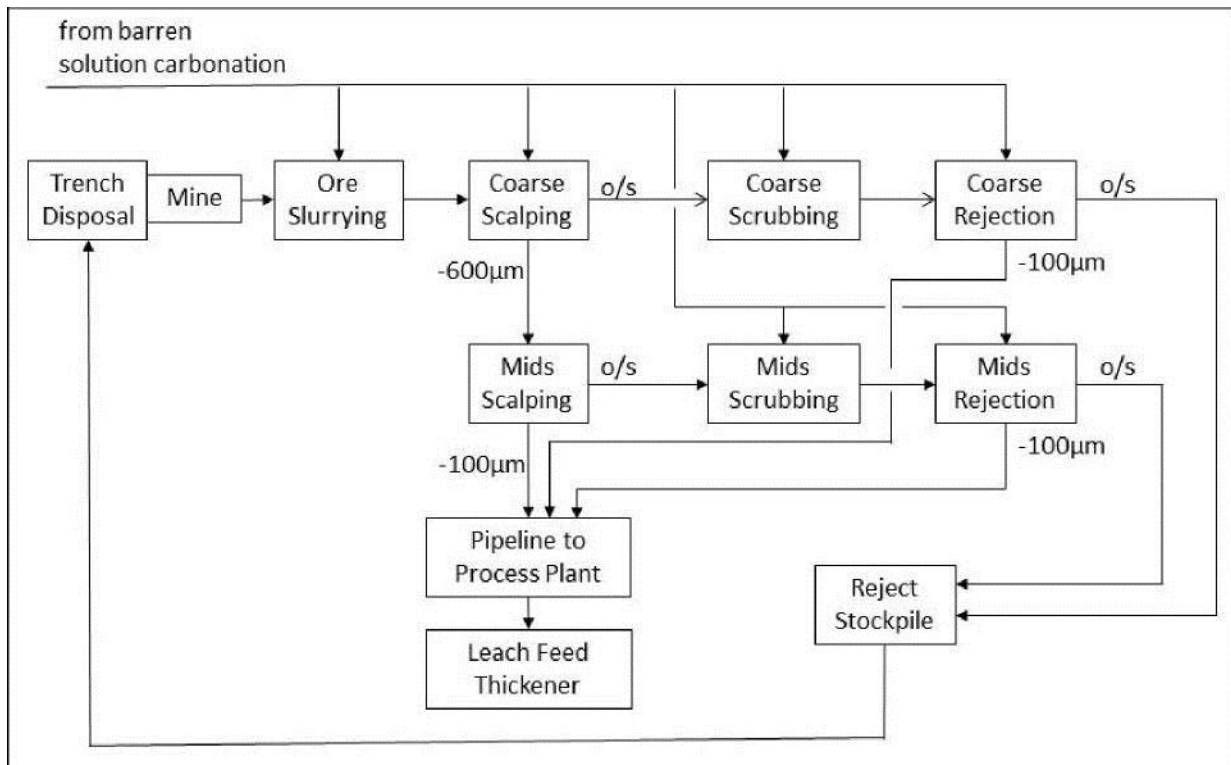 from barren
solution carbonation
Trench
Disposal
Mine
Ore
Slurrying
Coarse
Scalping
o/s
Coarse
Scrubbing
Coarse
Rejection
o/s
-600µm
-100µm
Mids
Scalping
o/s
Mids
Scrubbing
Mids
Rejection
o/s
-100µm
-100µm
Pipeline to
Process Plant
Reject
Stockpile
Leach Feed
Thickener